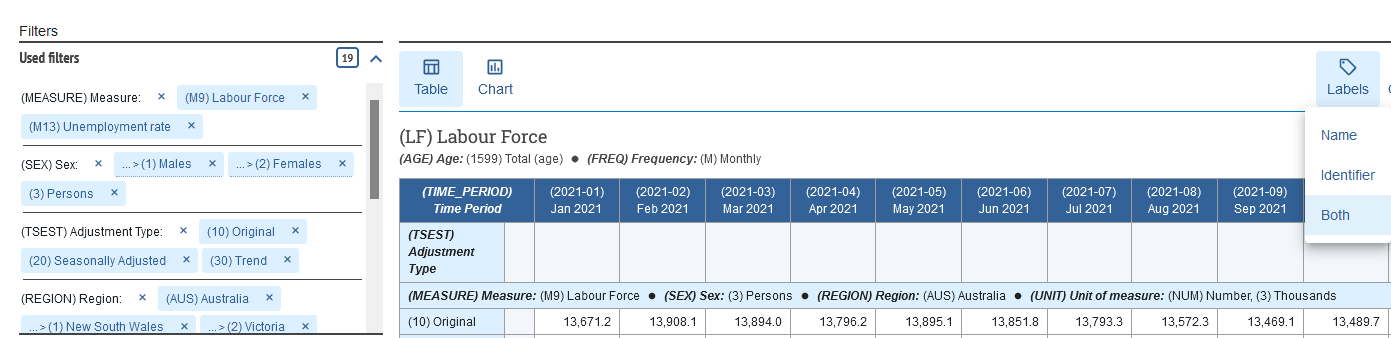 Filters
Used filters 19
(MEASURE) Measure: × (M9) Labour Force ×
(M13) Unemployment rate ×
(SEX) Sex: × ... > (1) Males × ... > (2) Females ×
(3) Persons ×
(TSEST) Adjustment Type: × (10) Original ×
(20) Seasonally Adjusted × (30) Trend ×
(REGION) Region: × (AUS) Australia ×
... > (1) New South Wales × ... > (2) Victoria ×
Table Chart Labels
Name
Identifier
Both
(LF) Labour Force
(AGE) Age: (1599) Total (age) ● (FREQ) Frequency: (M) Monthly
(TIME_PERIOD) (2021-01) (2021-02) (2021-03) (2021-04) (2021-05) (2021-06) (2021-07) (2021-08) (2021-09)
Time Period Jan 2021 Feb 2021 Mar 2021 Apr 2021 May 2021 Jun 2021 Jul 2021 Aug 2021 Sep 2021
(TSEST)
Adjustment
Type
(MEASURE) Measure: (M9) Labour Force ● (SEX) Sex: (3) Persons ● (REGION) Region: (AUS) Australia ● (UNIT) Unit of measure: (NUM) Number, (3) Thousands
(10) Original 13,671.2 13,908.1 13,894.0 13,796.2 13,895.1 13,851.8 13,793.3 13,572.3 13,469.1 13,489.7